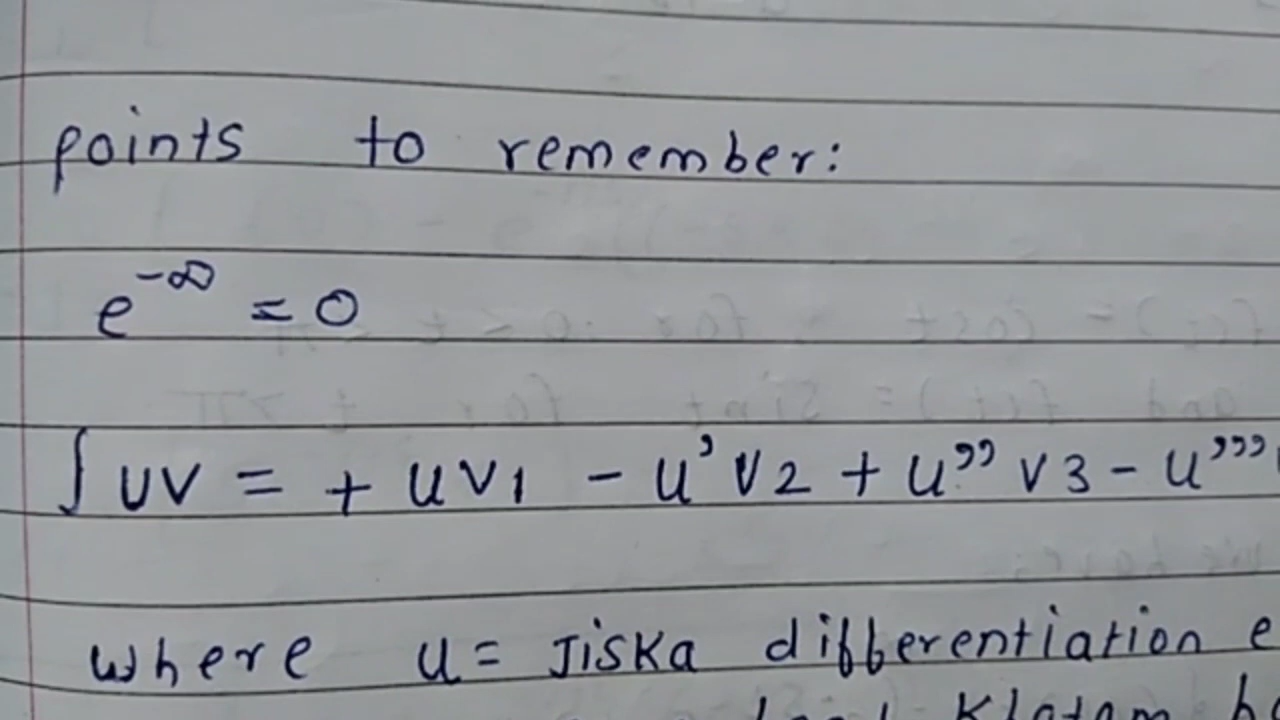 points to remember:
e^-∞ = 0
∫ uv = + uv1 - u' v2 + u'' v3 - u'''
where u = Jiska differentiation e